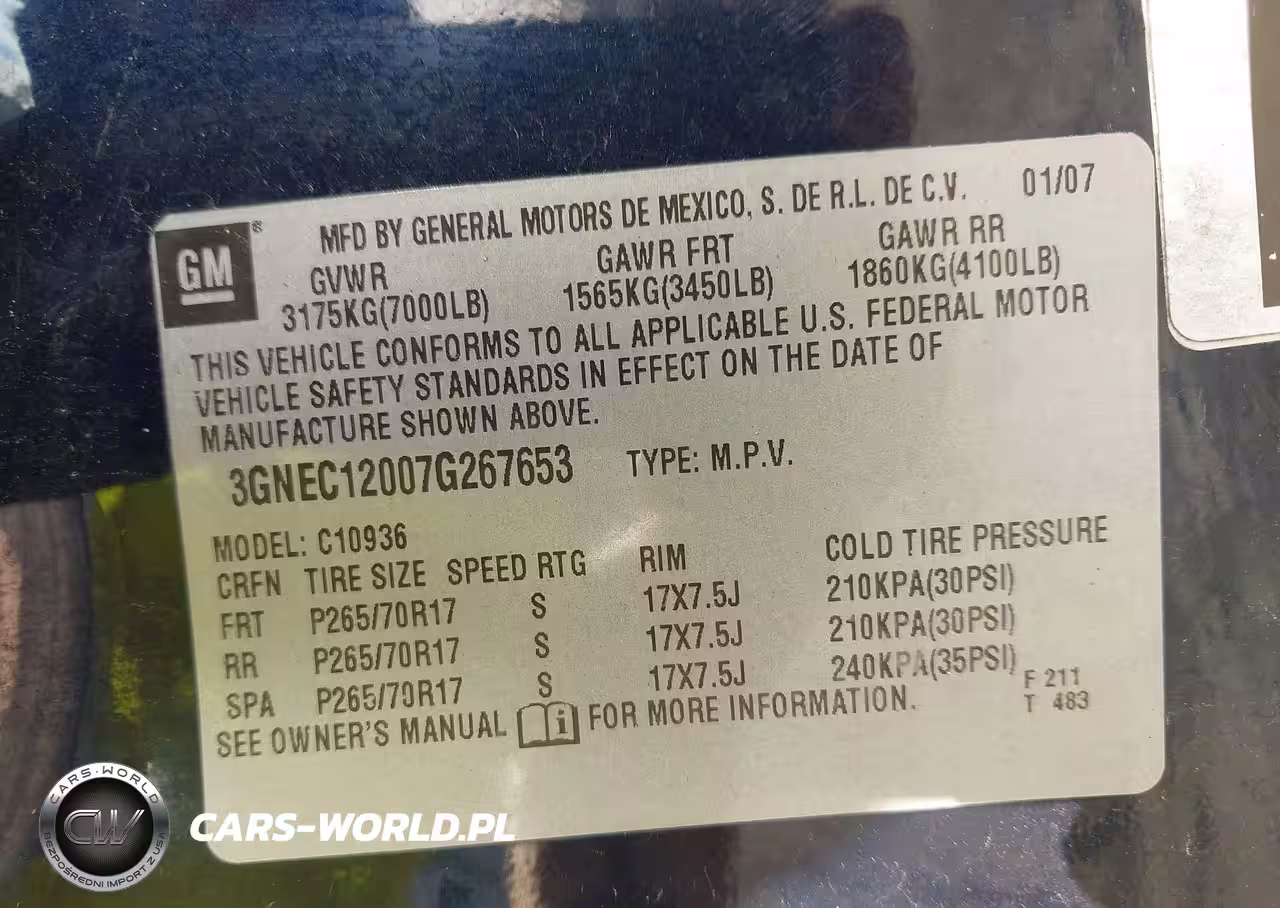 GM ®
MFD BY GENERAL MOTORS DE MEXICO, S. DE R.L. DE C.V. 01/07
GVWR GAWR FRT GAWR RR
3175KG(7000LB) 1565KG(3450LB) 1860KG(4100LB)
THIS VEHICLE CONFORMS TO ALL APPLICABLE U.S. FEDERAL MOTOR
VEHICLE SAFETY STANDARDS IN EFFECT ON THE DATE OF
MANUFACTURE SHOWN ABOVE.
3GNEC12007G267653 TYPE: M.P.V.
MODEL: C10936
CRFN TIRE SIZE SPEED RTG RIM COLD TIRE PRESSURE
FRT P265/70R17 S 17X7.5J 210KPA(30PSI)
RR P265/70R17 S 17X7.5J 210KPA(30PSI)
SPA P265/70R17 S 17X7.5J 240KPA(35PSI)
F 211
T 483
SEE OWNER'S MANUAL FOR MORE INFORMATION.
CARS-WORLD
CW
BEZPOŚREDNI IMPORT Z USA
CARS-WORLD.PL